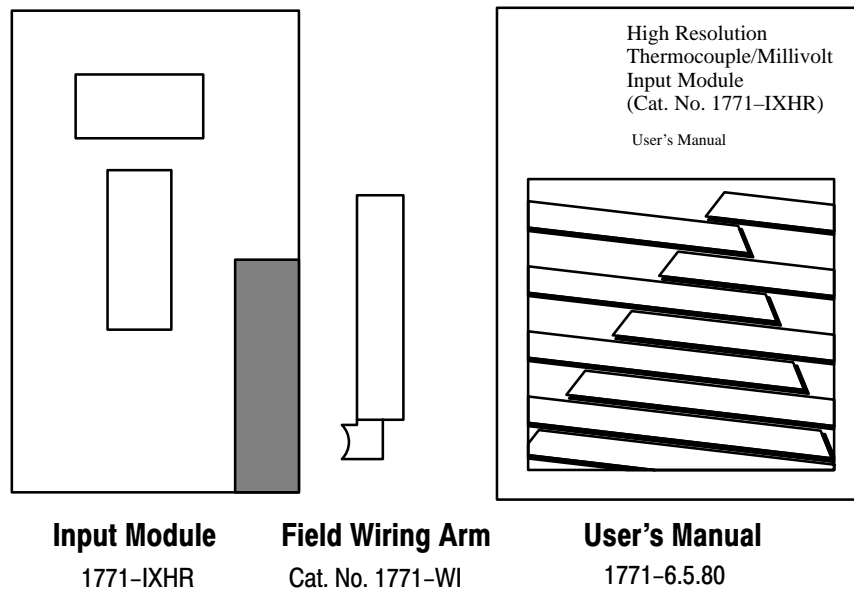 High Resolution
Thermocouple/Millivolt
Input Module
(Cat. No. 1771–IXHR)
User's Manual
Input Module
1771–IXHR
Field Wiring Arm
Cat. No. 1771–WI
User's Manual
1771–6.5.80